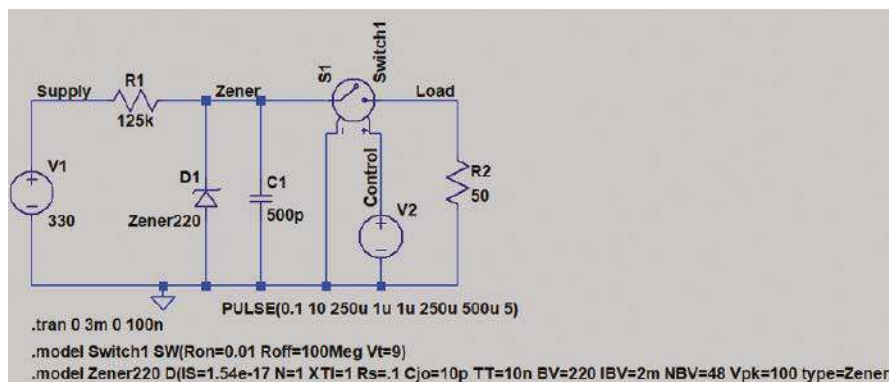 Supply
R1
125k
Zener
S1
Switch1
Load
V1
330
D1
Zener220
C1
500p
Control
V2
R2
50
PULSE(0.1 10 250u 1u 1u 250u 500u 5)
.tran 0 3m 0 100n
.model Switch1 SW(Ron=0.01 Roff=100Meg Vt=9)
.model Zener220 D(IS=1.54e-17 N=1 XTI=1 Rs=.1 Cjo=10p TT=10n BV=220 IBV=2m NBV=48 Vpk=100 type=Zener